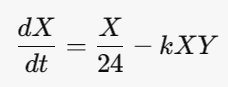 dX/dt = X/24 − kXY